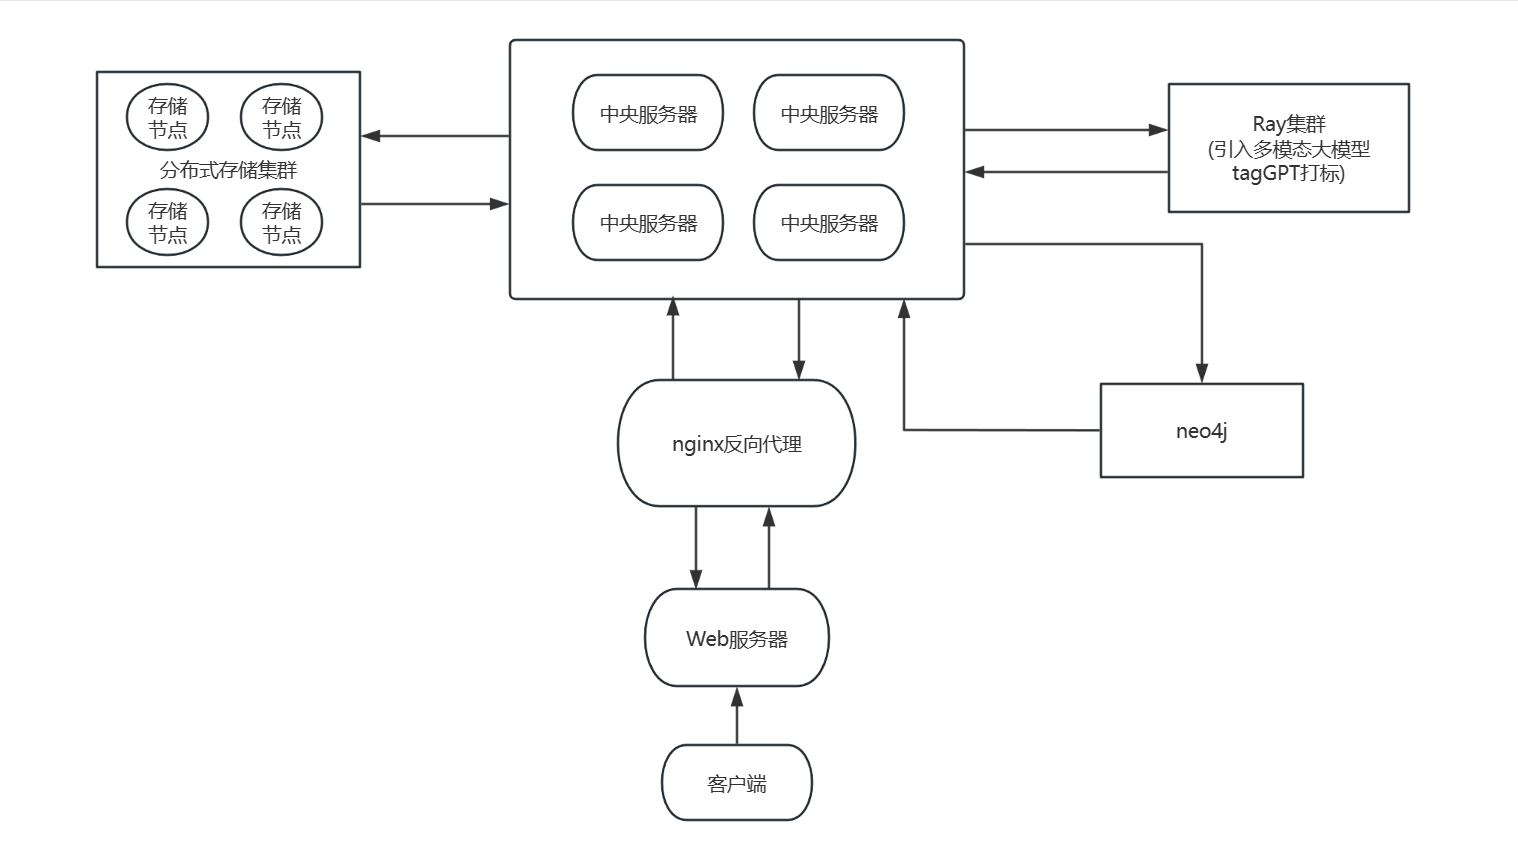 存储
节点
存储
节点
分布式存储集群
存储
节点
存储
节点
中央服务器
中央服务器
中央服务器
中央服务器
Ray集群
(引入多模态大模型
tagGPT打标)
nginx反向代理
neo4j
Web服务器
客户端